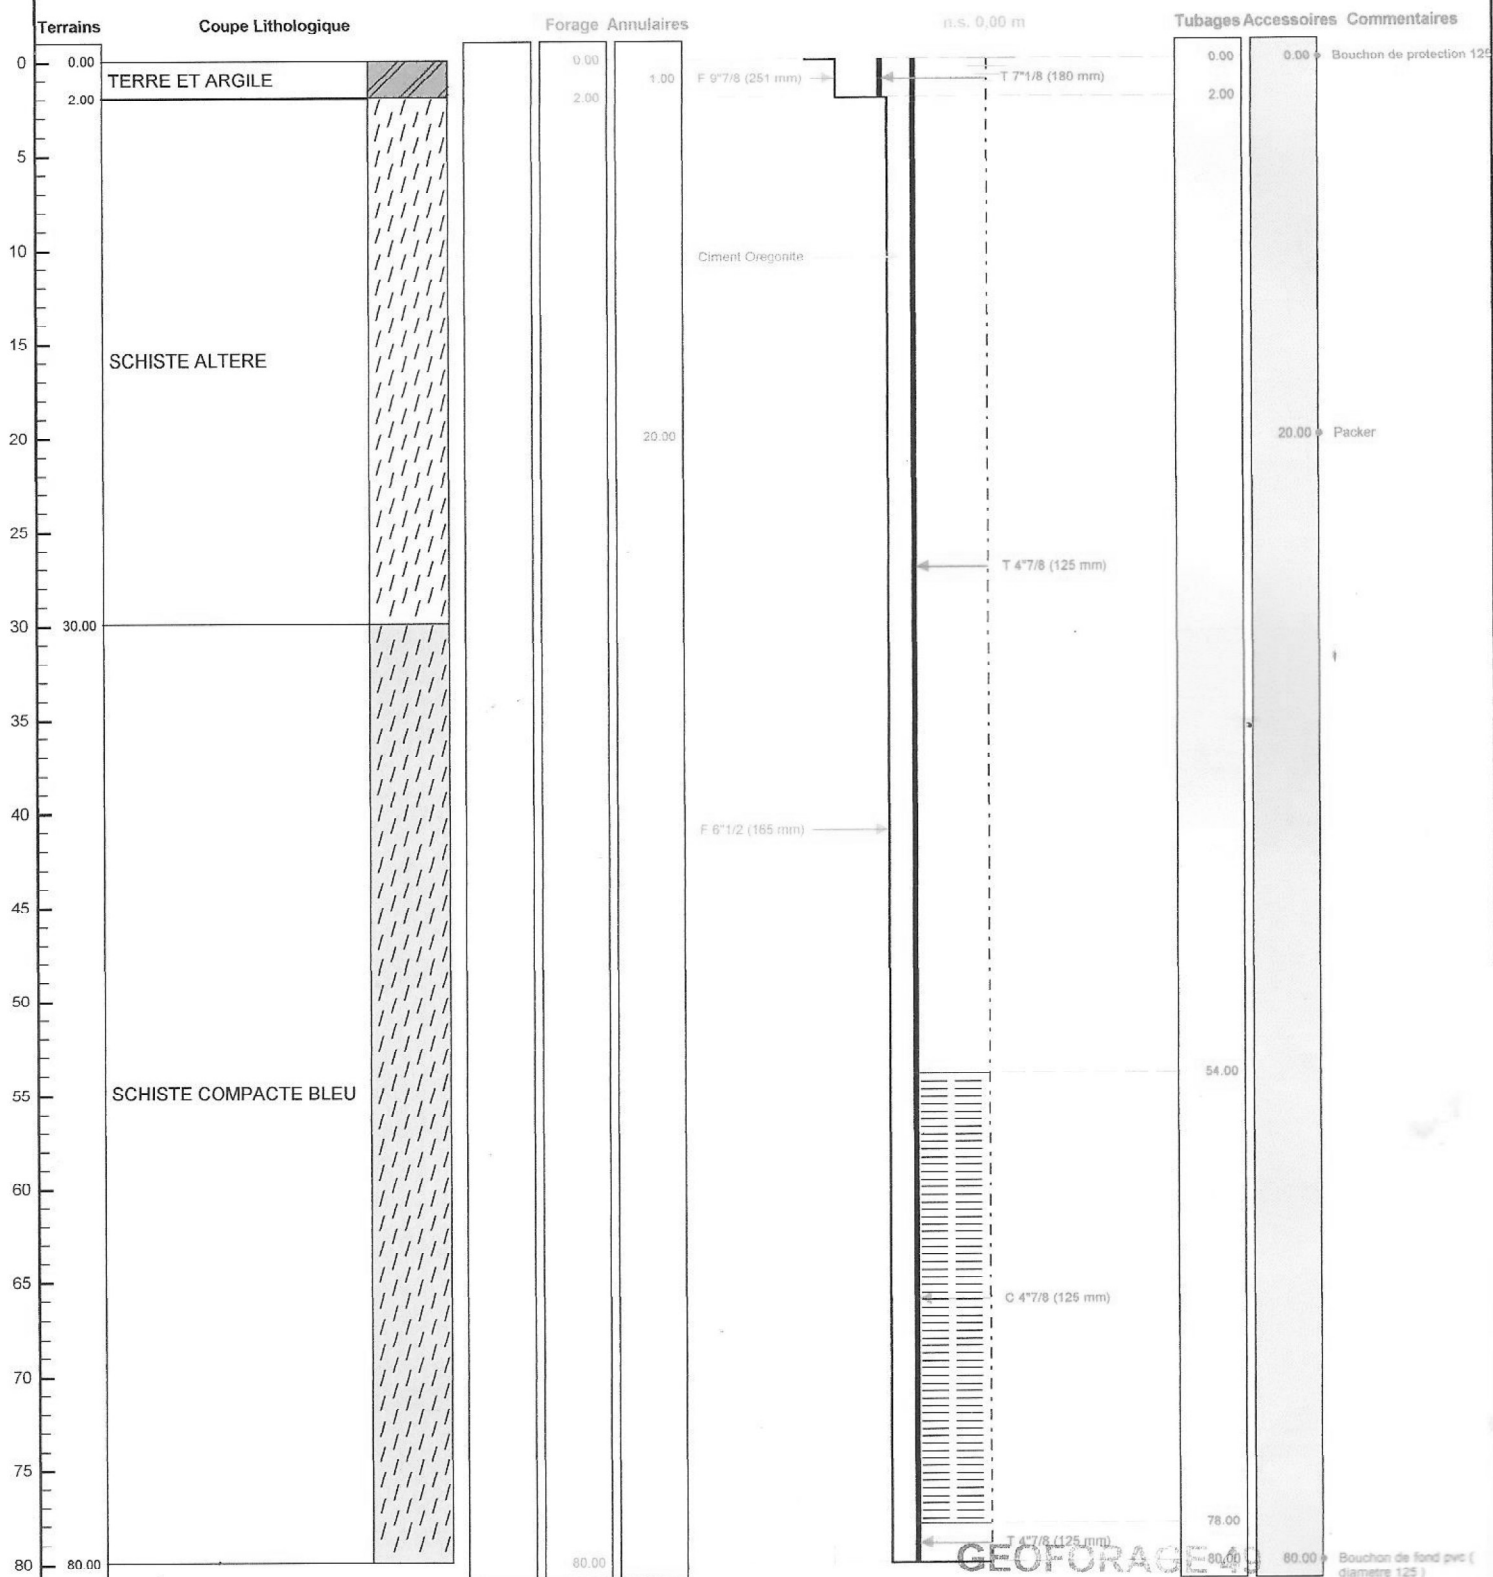 Terrains Coupe Lithologique Forage Annulaires n.s. 0,00 m Tubages Accessoires Commentaires
0 0.00 0.00 0.00 0.00 Bouchon de protection 125
TERRE ET ARGILE 1.00 F 9"7/8 (251 mm) T 7"1/8 (180 mm)
2.00 2.00 2.00
5
10 Ciment Oregonite
15
SCHISTE ALTERE
20 20.00 20.00 Packer
25
T 4"7/8 (125 mm)
30 30.00
35
40
F 6"1/2 (165 mm)
45
50
54.00
55 SCHISTE COMPACTE BLEU
60
65
C 4"7/8 (125 mm)
70
75
78.00
T 4"7/8 (125 mm)
80 80.00 80.00 GEOFORAGE 49 80.00 80.00 Bouchon de fond pvc (
diametre 125 )